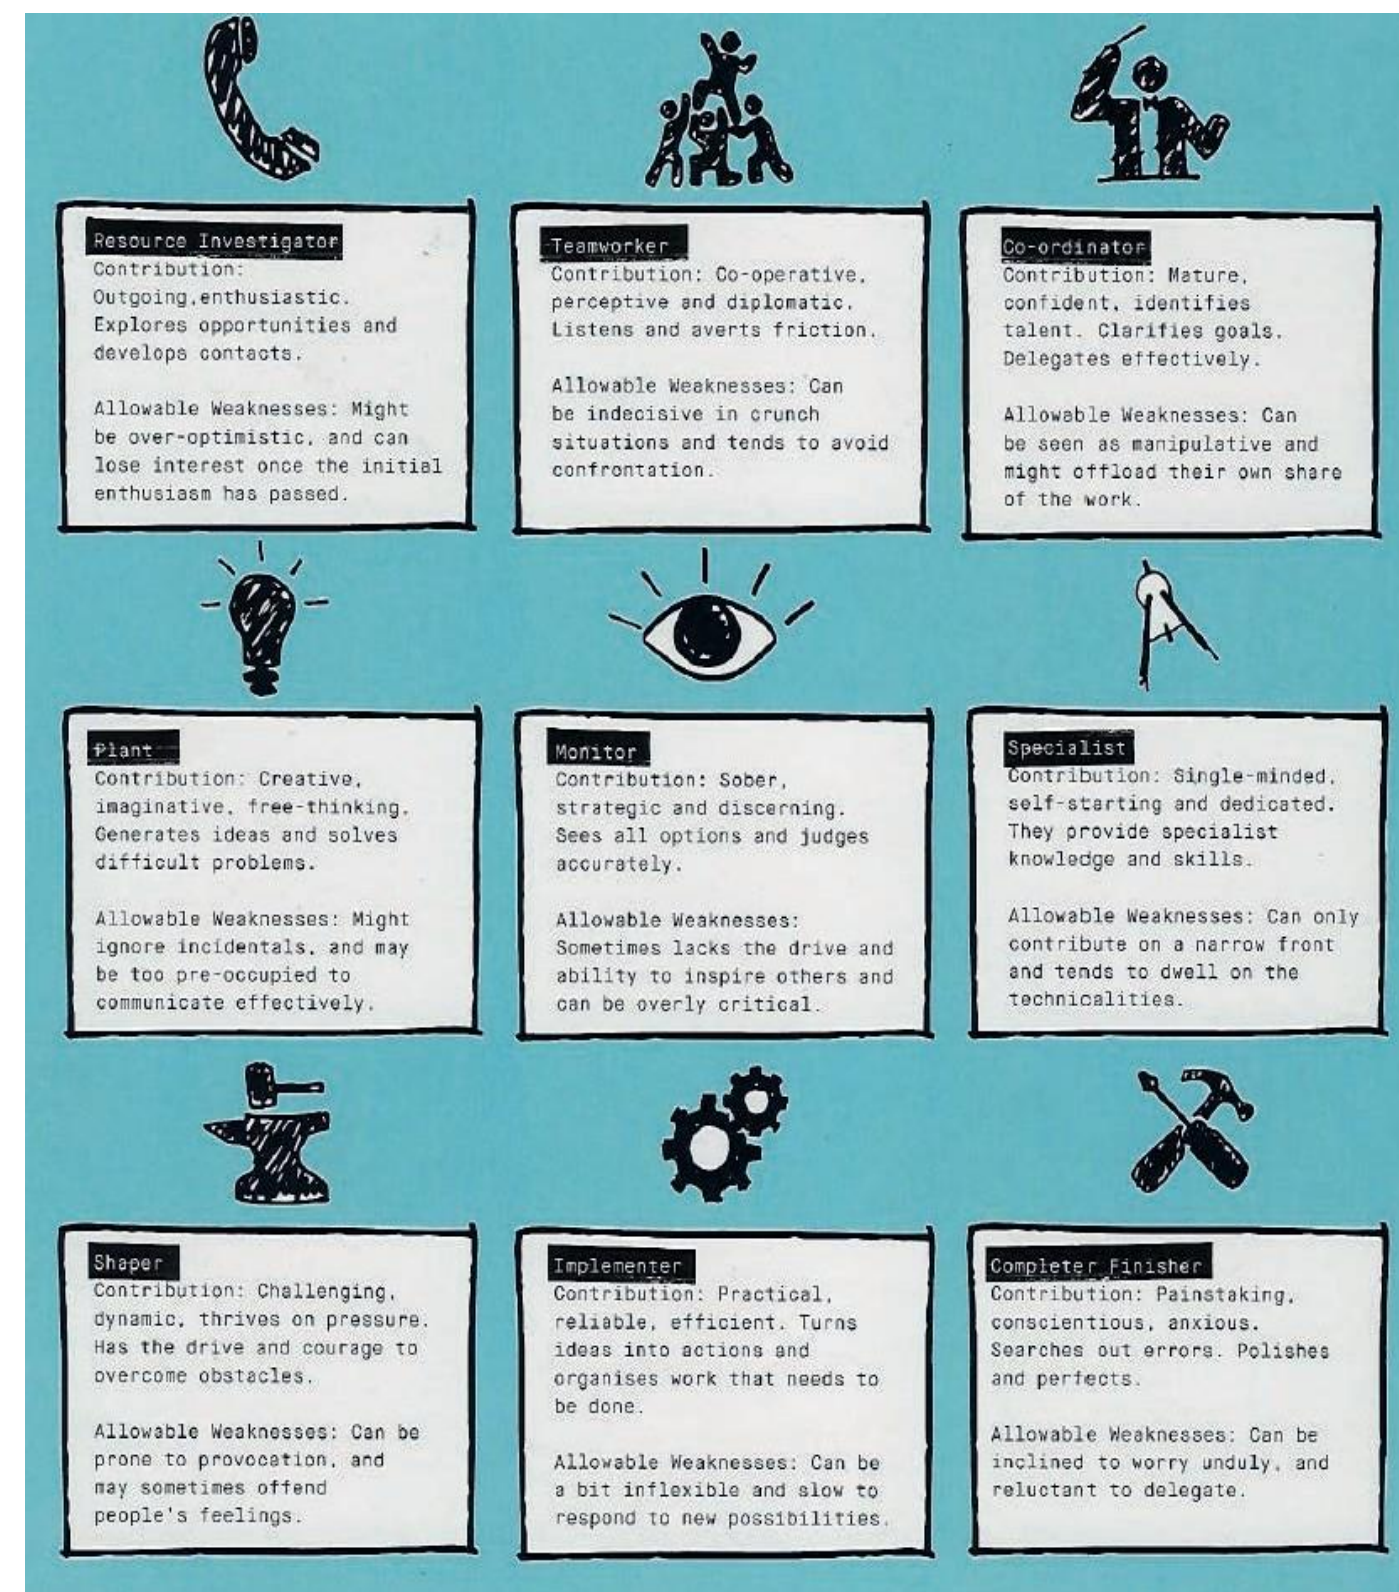 Resource Investigator
Contribution:
Outgoing,enthusiastic.
Explores opportunities and
develops contacts.
Allowable Weaknesses: Might
be over-optimistic, and can
lose interest once the initial
enthusiasm has passed.
Teamworker
Contribution: Co-operative,
perceptive and diplomatic.
Listens and averts friction.
Allowable Weaknesses: Can
be indecisive in crunch
situations and tends to avoid
confrontation.
Co-ordinator
Contribution: Mature,
confident, identifies
talent. Clarifies goals.
Delegates effectively.
Allowable Weaknesses: Can
be seen as manipulative and
might offload their own share
of the work.
Plant
Contribution: Creative,
imaginative, free-thinking.
Generates ideas and solves
difficult problems.
Allowable Weaknesses: Might
ignore incidentals, and may
be too pre-occupied to
communicate effectively.
Monitor
Contribution: Sober,
strategic and discerning.
Sees all options and judges
accurately.
Allowable Weaknesses:
Sometimes lacks the drive and
ability to inspire others and
can be overly critical.
Specialist
Contribution: Single-minded,
self-starting and dedicated.
They provide specialist
knowledge and skills.
Allowable Weaknesses: Can only
contribute on a narrow front
and tends to dwell on the
technicalities.
Shaper
Contribution: Challenging,
dynamic, thrives on pressure.
Has the drive and courage to
overcome obstacles.
Allowable Weaknesses: Can be
prone to provocation, and
may sometimes offend
people's feelings.
Implementer
Contribution: Practical,
reliable, efficient. Turns
ideas into actions and
organises work that needs to
be done.
Allowable Weaknesses: Can be
a bit inflexible and slow to
respond to new possibilities.
Completer Finisher
Contribution: Painstaking,
conscientious, anxious.
Searches out errors. Polishes
and perfects.
Allowable Weaknesses: Can be
inclined to worry unduly, and
reluctant to delegate.